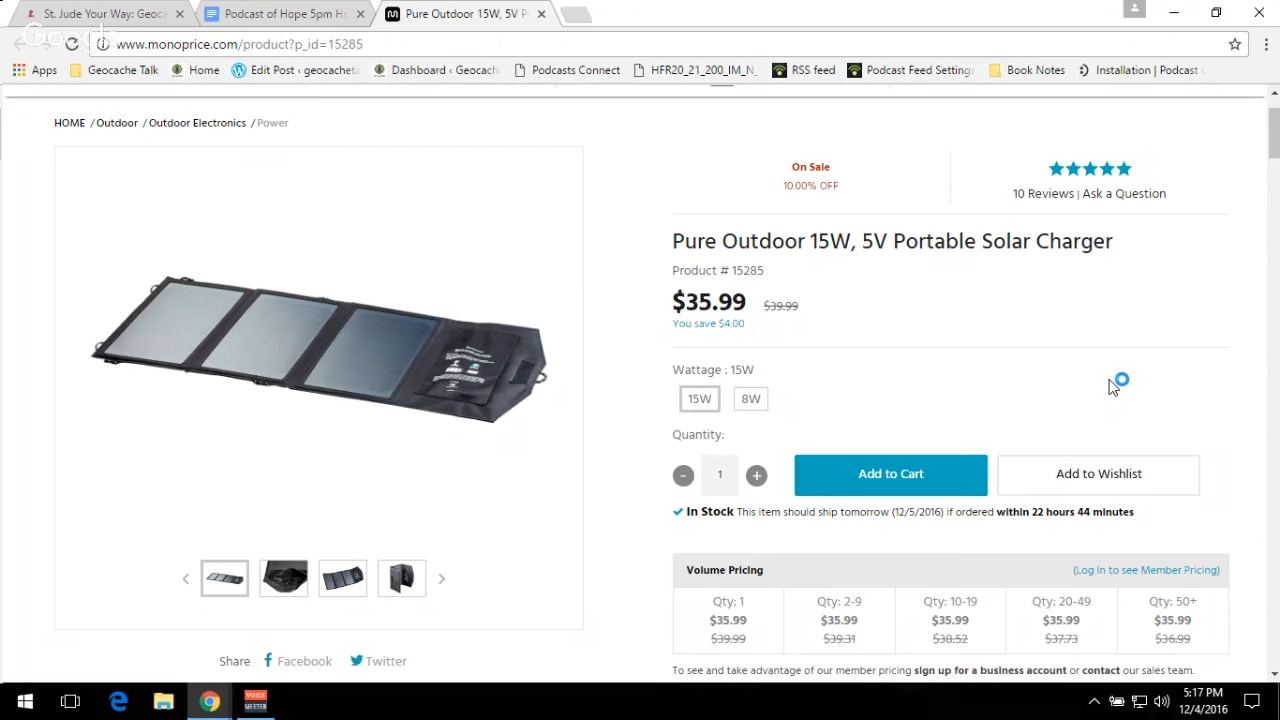 St. Jude Your Way: Geoca
Podcast of Hope 5pm H
Pure Outdoor 15W, 5V P
Google
www.monoprice.com/product?p_id=15285
Apps Geocache Talk Home Edit Post ‹ geocacheta Dashboard ‹ Geocach Podcasts Connect HFR20_21_200_IM_N_ RSS feed Podcast Feed Settings Book Notes Installation | Podcast
HOME / Outdoor / Outdoor Electronics / Power
On Sale
10.00% OFF
10 Reviews | Ask a Question
Pure Outdoor 15W, 5V Portable Solar Charger
Product # 15285
$35.99 $39.99
You save $4.00
Wattage : 15W
15W 8W
Quantity:
- 1 + Add to Cart Add to Wishlist
In Stock This item should ship tomorrow (12/5/2016) if ordered within 22 hours 44 minutes
Volume Pricing (Log In to see Member Pricing)
Qty: 1 Qty: 2-9 Qty: 10-19 Qty: 20-49 Qty: 50+
$35.99 $35.99 $35.99 $35.99 $35.99
$39.99 $39.31 $38.52 $37.73 $36.99
Share Facebook Twitter
To see and take advantage of our member pricing sign up for a business account or contact our sales team.
VOICE
MEETER
5:17 PM
12/4/2016